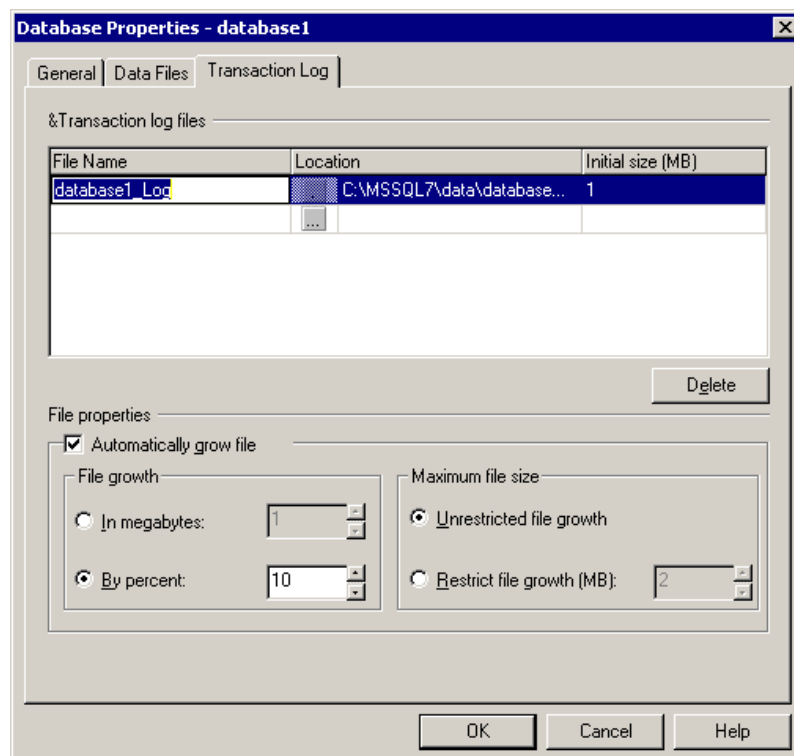 Database Properties - database1
General Data Files Transaction Log
&Transaction log files
File Name Location Initial size (MB)
database1_Log ... C:\MSSQL7\data\database... 1
...
Delete
File properties
Automatically grow file
File growth Maximum file size
In megabytes: 1 Unrestricted file growth
By percent: 10 Restrict file growth (MB): 2
OK Cancel Help